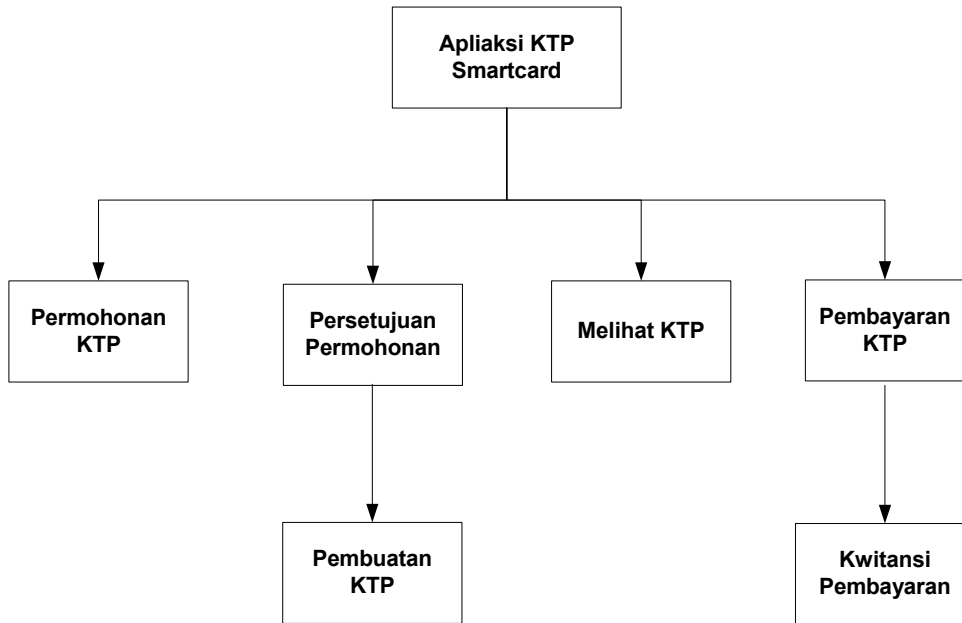 Apliaksi KTP
Smartcard
Permohonan
KTP
Persetujuan
Permohonan
Melihat KTP
Pembayaran
KTP
Pembuatan
KTP
Kwitansi
Pembayaran